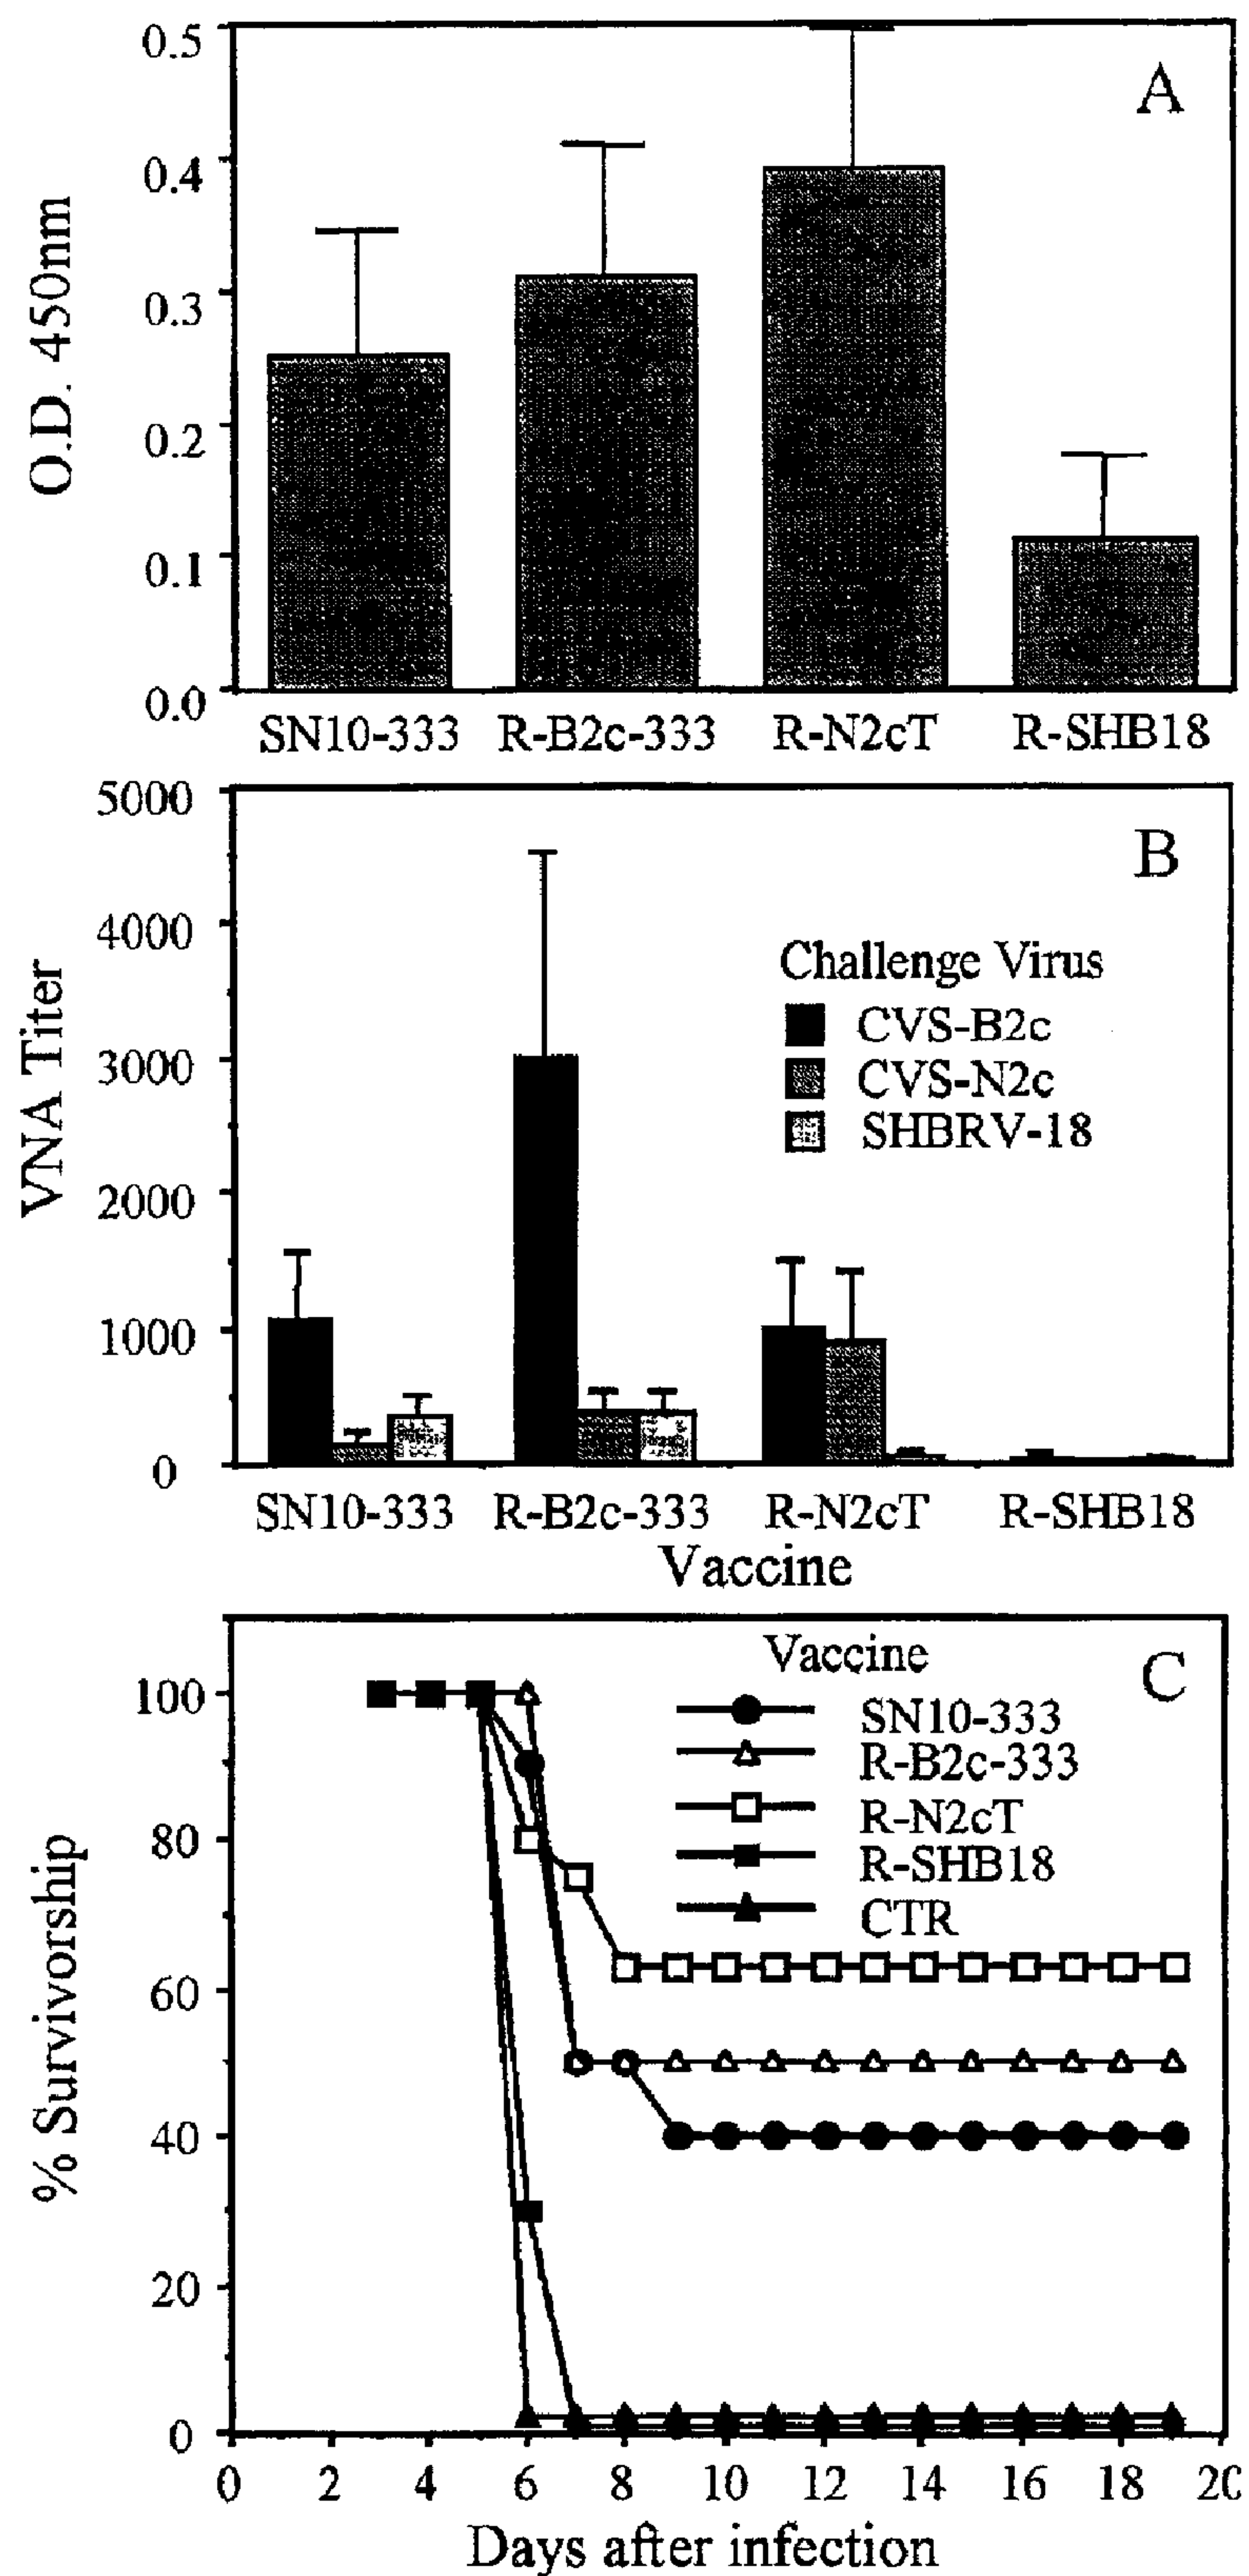 A
O.D. 450nm
0.5
0.4
0.3
0.2
0.1
0.0
SN10-333 R-B2c-333 R-N2cT R-SHB18
B
VNA Titer
5000
4000
3000
2000
1000
0
Challenge Virus
CVS-B2c
CVS-N2c
SHBRV-18
SN10-333 R-B2c-333 R-N2cT R-SHB18
Vaccine
C
% Survivorship
100
80
60
40
20
0
Vaccine
SN10-333
R-B2c-333
R-N2cT
R-SHB18
CTR
0 2 4 6 8 10 12 14 16 18 20
Days after infection